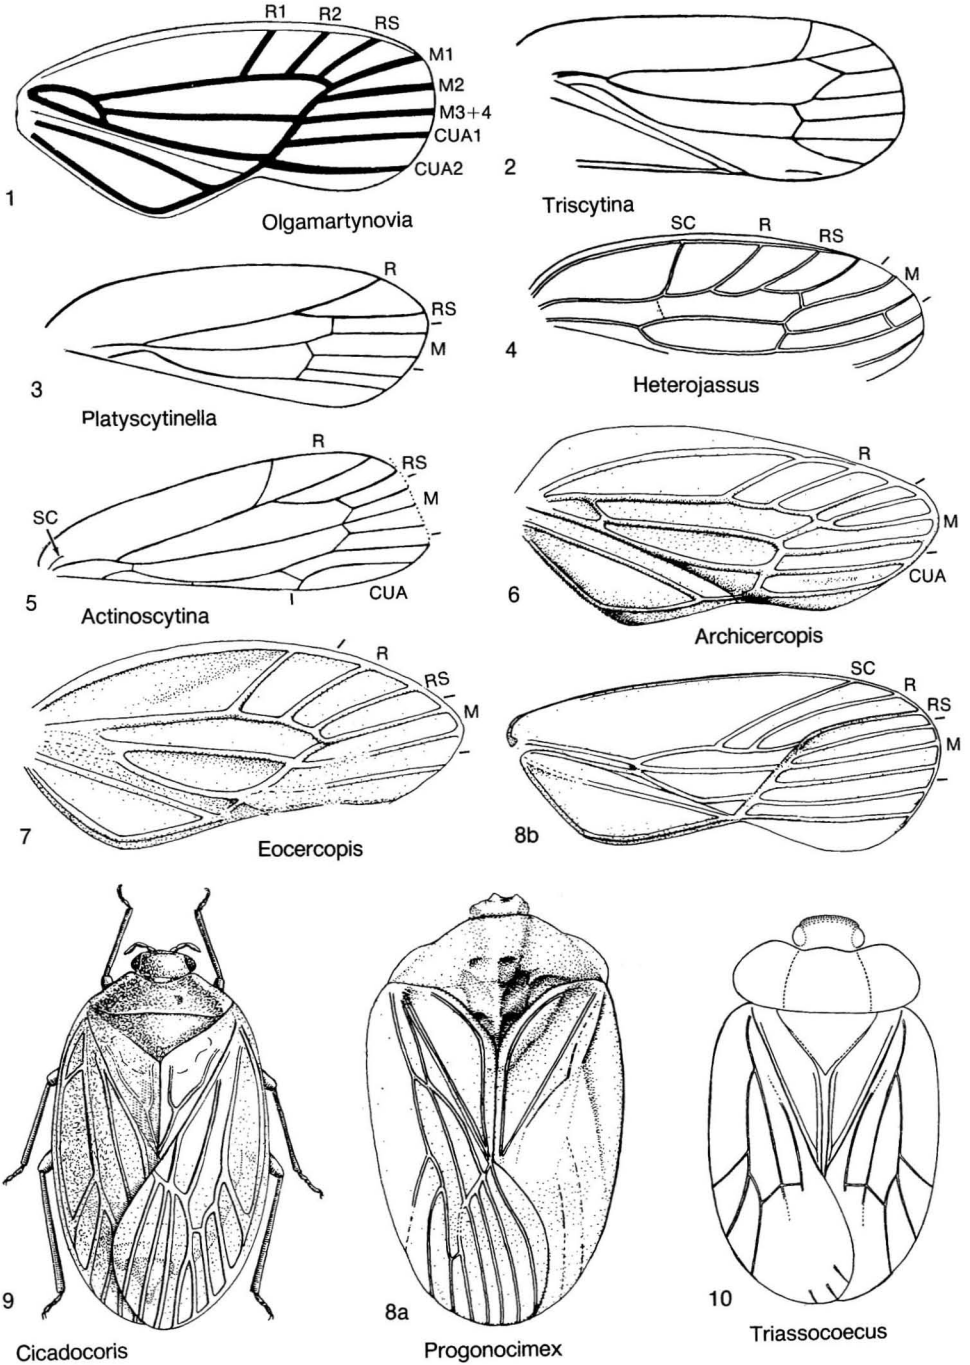 R1 R2 RS
M1
M2
M3+4
CUA1
CUA2
1
Olgamartynovia
2
Triscytina
R
RS
M
3
Platyscytinella
SC R RS
M
4
Heterojassus
R
RS
M
SC
5
CUA
Actinoscytina
R
M
CUA
6
Archicercopis
R
RS
M
7
Eocercopis
SC
R
RS
M
8b
9
Cicadocoris
8a
Progonocimex
10
Triassocoecus